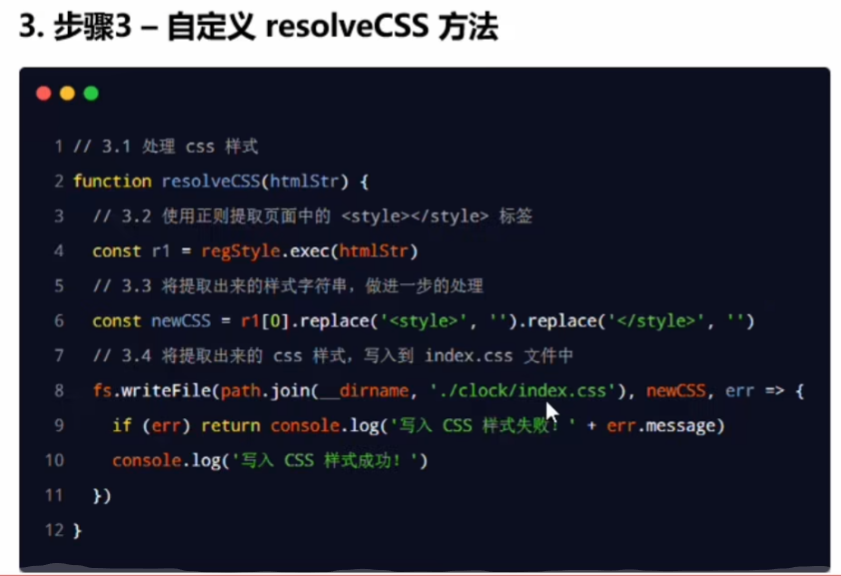 3. 步骤3 – 自定义 resolveCSS 方法
1 // 3.1 处理 css 样式
2 function resolveCSS(htmlStr) {
3 // 3.2 使用正则提取页面中的 <style></style> 标签
4 const r1 = regStyle.exec(htmlStr)
5 // 3.3 将提取出来的样式字符串，做进一步的处理
6 const newCSS = r1[0].replace('<style>', '').replace('</style>', '')
7 // 3.4 将提取出来的 css 样式，写入到 index.css 文件中
8 fs.writeFile(path.join(__dirname, './clock/index.css'), newCSS, err => {
9 if (err) return console.log('写入 CSS 样式失败！' + err.message)
10 console.log('写入 CSS 样式成功！')
11 })
12 }